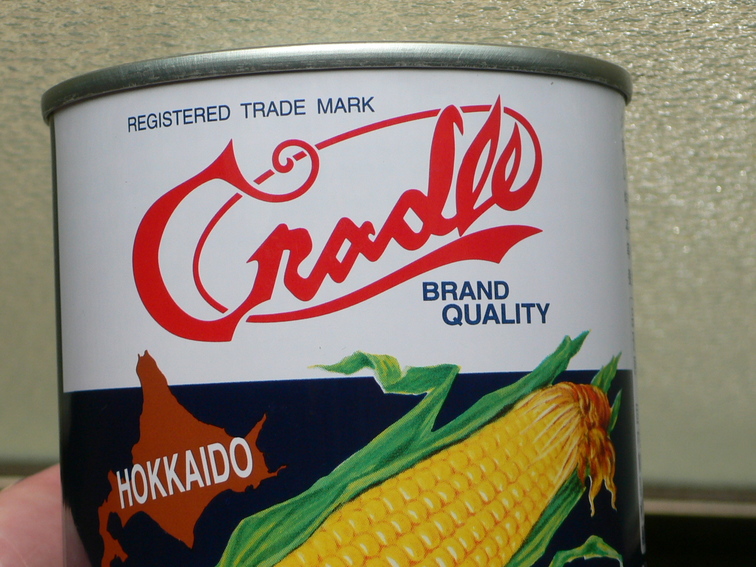 REGISTERED TRADE MARK
Cradle
BRAND
QUALITY
HOKKAIDO